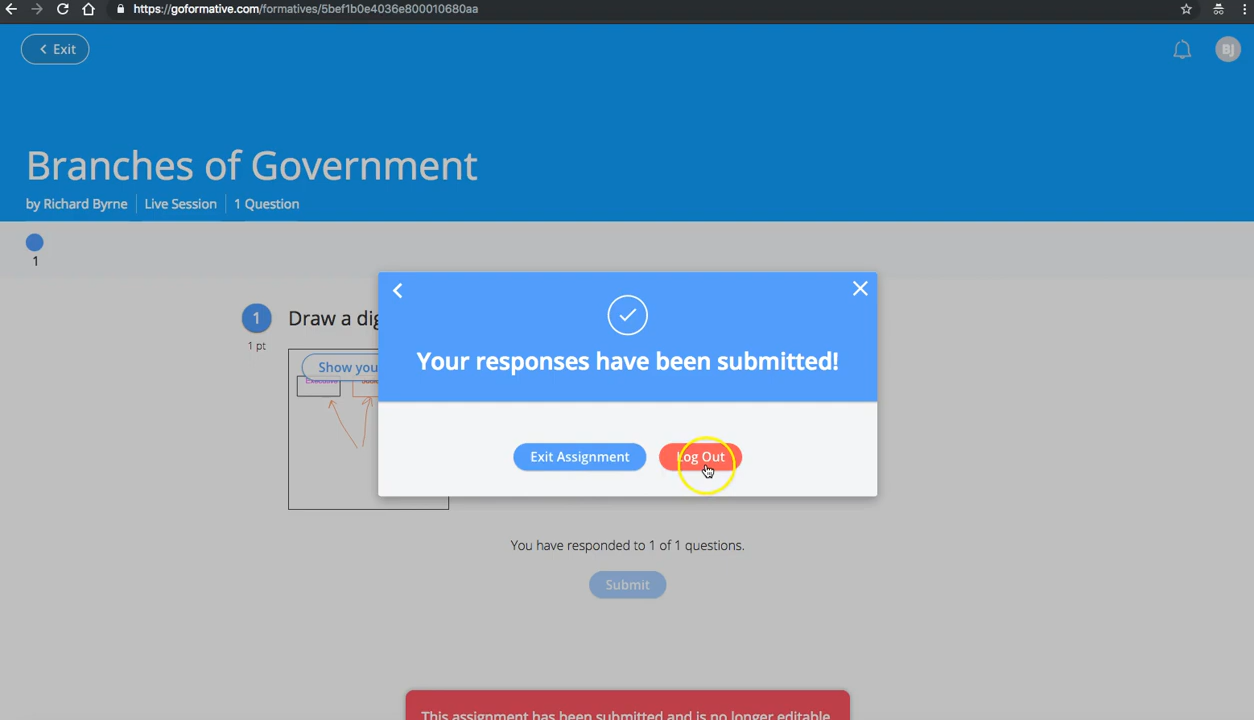 https://goformative.com/formatives/5bef1b0e4036e800010680aa
Exit
BJ
Branches of Government
by Richard Byrne Live Session 1 Question
1
1 Draw a dig
1 pt
Show you
Executive
Your responses have been submitted!
Exit Assignment Log Out
You have responded to 1 of 1 questions.
Submit
This assignment has been submitted and is no longer editable